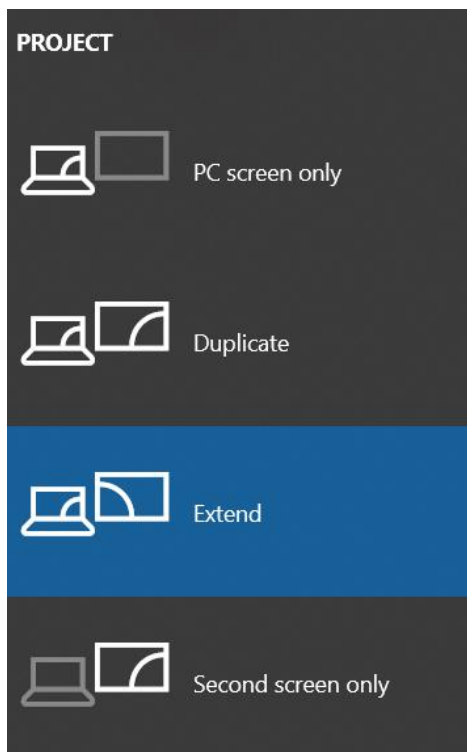 PROJECT
PC screen only
Duplicate
Extend
Second screen only